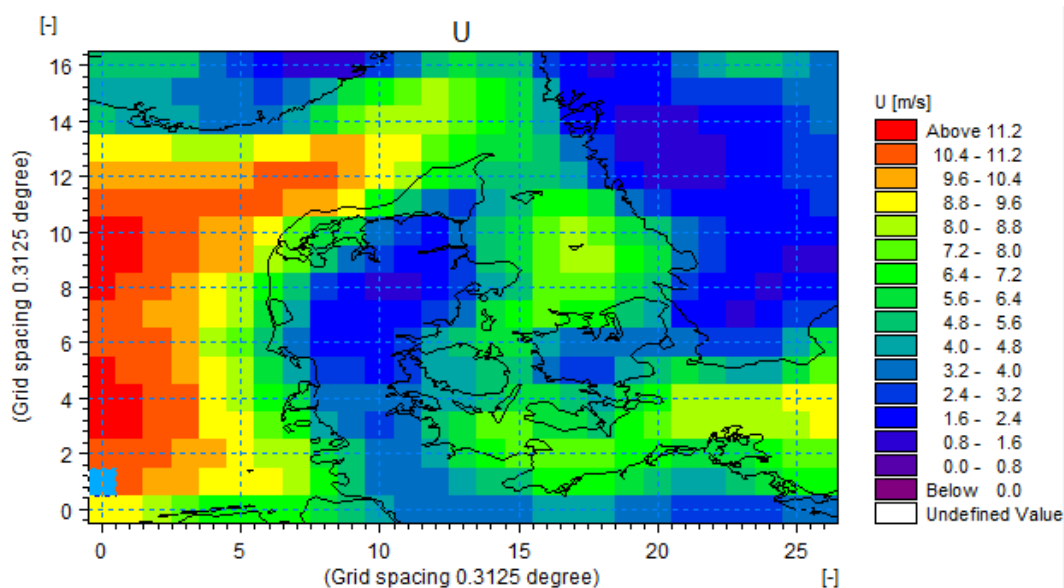 [-]
U
16
14
12
10
8
6
4
2
0
(Grid spacing 0.3125 degree)
0 5 10 15 20 25
(Grid spacing 0.3125 degree) [-]
U [m/s]
Above 11.2
10.4 - 11.2
9.6 - 10.4
8.8 - 9.6
8.0 - 8.8
7.2 - 8.0
6.4 - 7.2
5.6 - 6.4
4.8 - 5.6
4.0 - 4.8
3.2 - 4.0
2.4 - 3.2
1.6 - 2.4
0.8 - 1.6
0.0 - 0.8
Below 0.0
Undefined Value